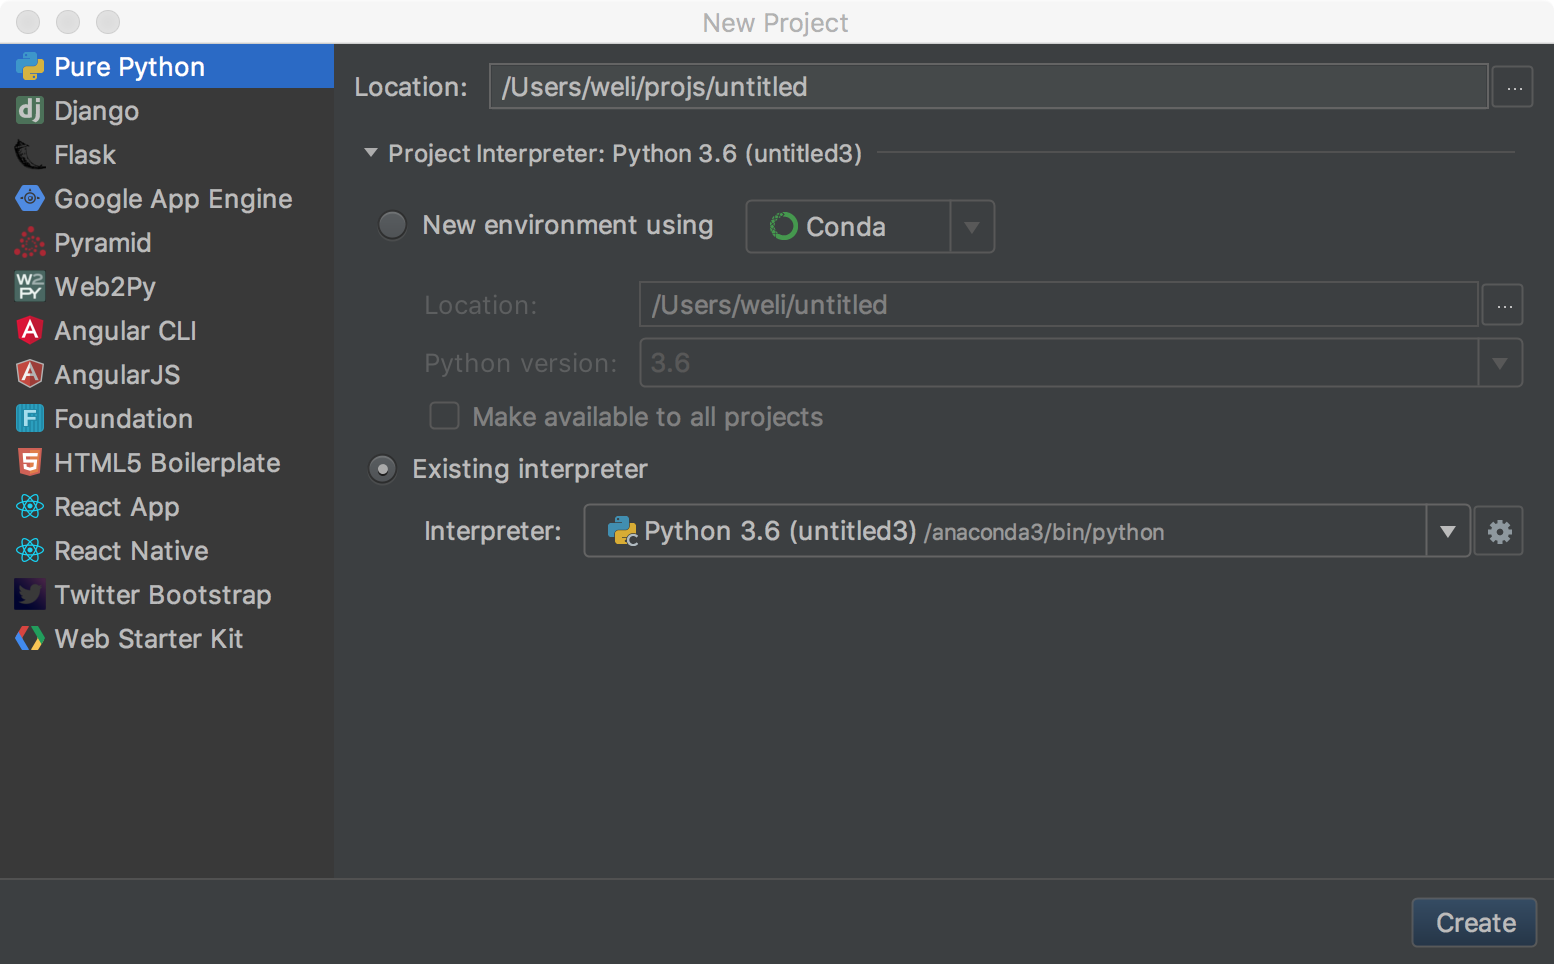 New Project
Pure Python
Django
Flask
Google App Engine
Pyramid
W2 PY Web2Py
Angular CLI
AngularJS
Foundation
HTML5 Boilerplate
React App
React Native
Twitter Bootstrap
Web Starter Kit
Location: /Users/weli/projs/untitled ...
Project Interpreter: Python 3.6 (untitled3)
New environment using Conda
Location: /Users/weli/untitled ...
Python version: 3.6
Make available to all projects
Existing interpreter
Interpreter: Python 3.6 (untitled3) /anaconda3/bin/python
Create